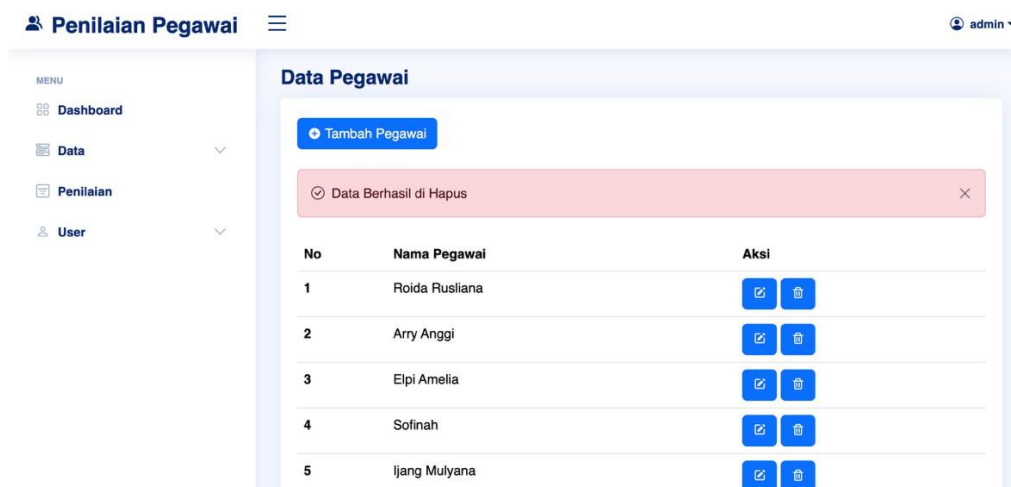 Penilaian Pegawai
admin
MENU
Dashboard
Data
Penilaian
User
Data Pegawai
Tambah Pegawai
Data Berhasil di Hapus
No Nama Pegawai Aksi
1 Roida Rusliana
2 Arry Anggi
3 Elpi Amelia
4 Sofinah
5 Ijang Mulyana